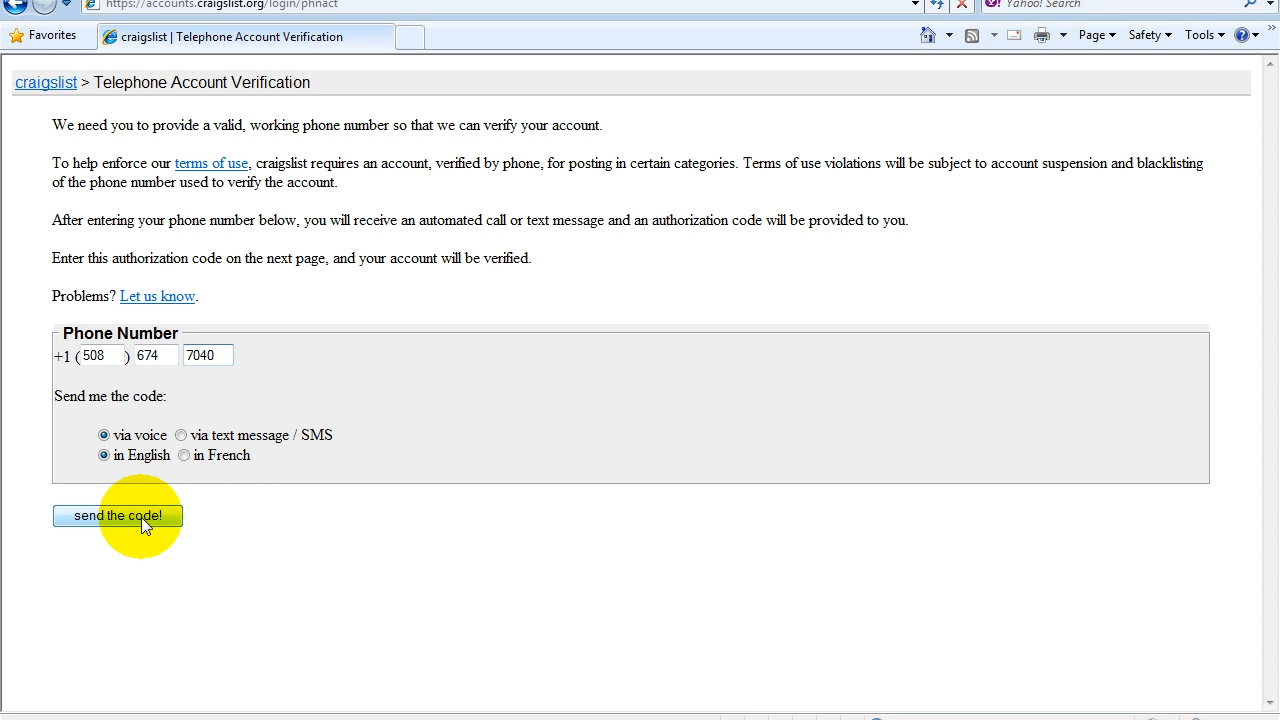 https://accounts.craigslist.org/login/phnact
Yahoo! Search
Favorites
craigslist | Telephone Account Verification
Page
Safety
Tools
craigslist > Telephone Account Verification
We need you to provide a valid, working phone number so that we can verify your account.
To help enforce our terms of use, craigslist requires an account, verified by phone, for posting in certain categories. Terms of use violations will be subject to account suspension and blacklisting
of the phone number used to verify the account.
After entering your phone number below, you will receive an automated call or text message and an authorization code will be provided to you.
Enter this authorization code on the next page, and your account will be verified.
Problems? Let us know.
Phone Number
+1 (508) 674 7040
Send me the code:
via voice via text message / SMS
in English in French
send the code!